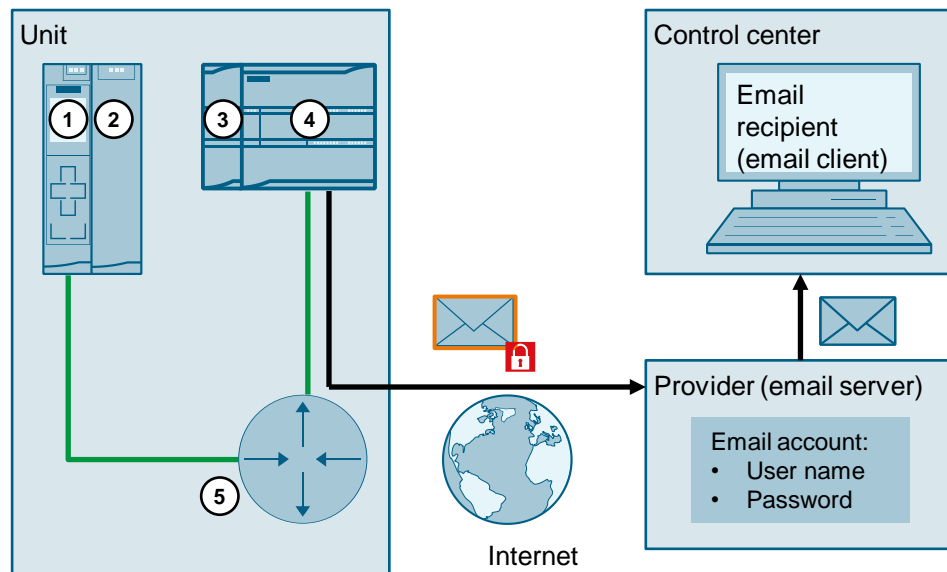 Unit
1
2
3
4
5
Internet
Control center
Email
recipient
(email client)
Provider (email server)
Email account:
• User name
• Password